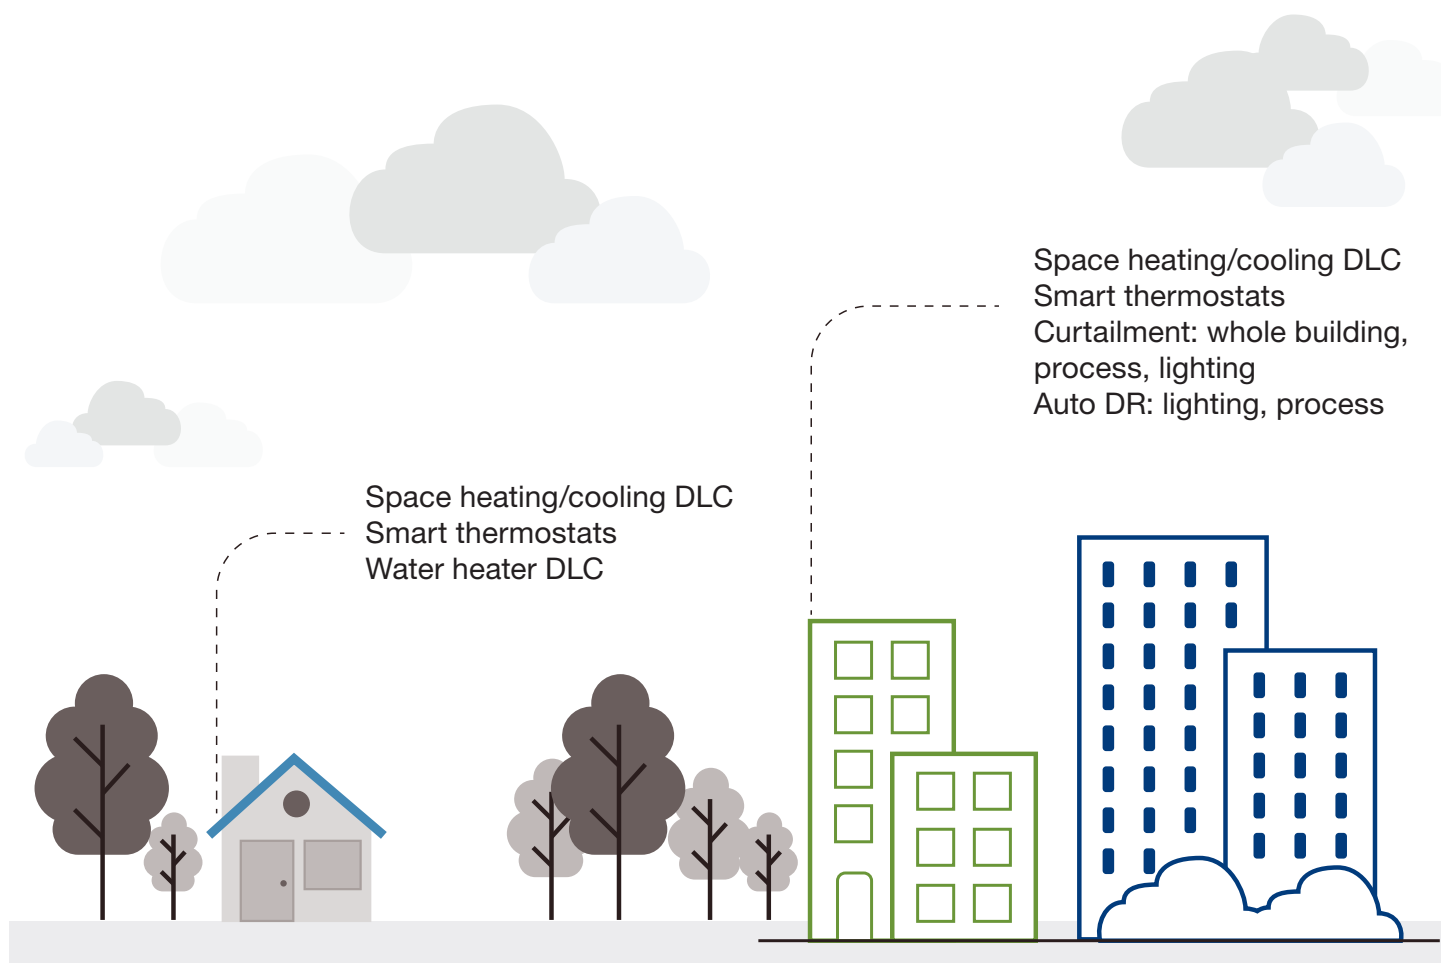 Space heating/cooling DLC
Smart thermostats
Curtailment: whole building,
process, lighting
Auto DR: lighting, process
Space heating/cooling DLC
Smart thermostats
Water heater DLC